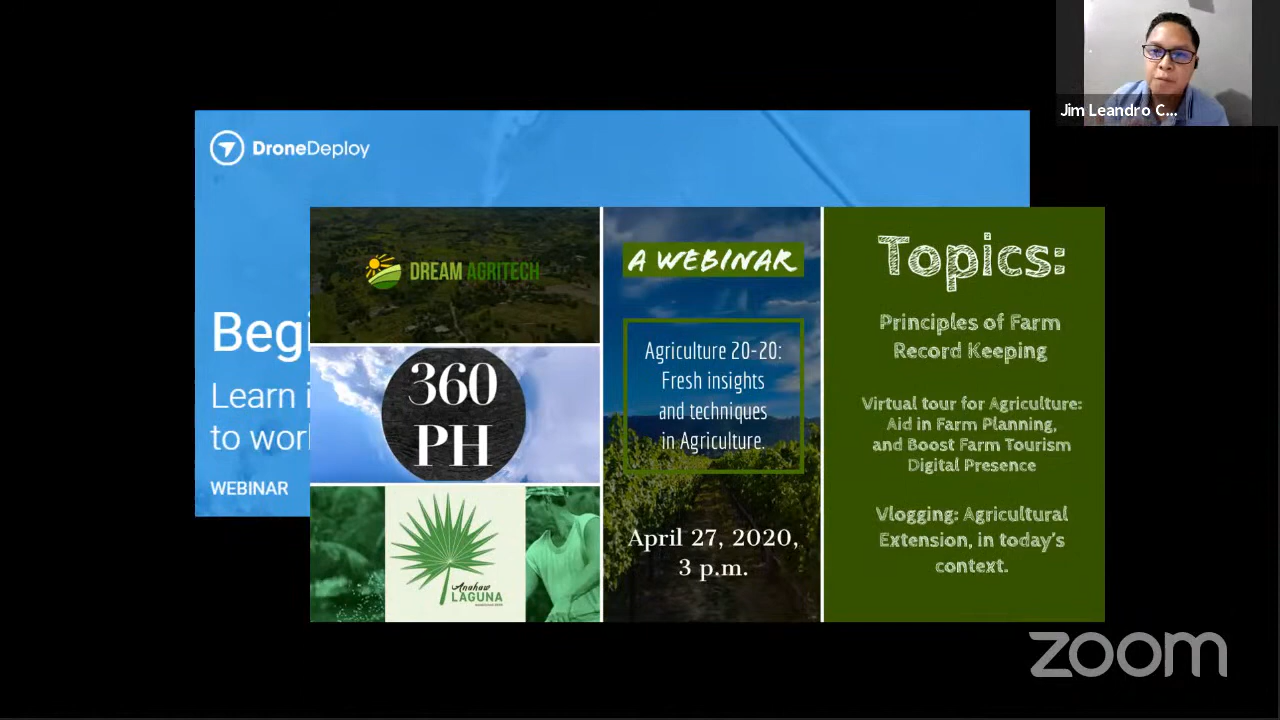 Jim Leandro C...
DroneDeploy
Begi
Learn i
to worl
WEBINAR
DREAM AGRITECH
360
PH
Anahaw
LAGUNA
A WEBINAR
Agriculture 20-20:
Fresh insights
and techniques
in Agriculture.
April 27, 2020,
3 p.m.
Topics:
Principles of Farm
Record Keeping
Virtual tour for Agriculture:
Aid in Farm Planning,
and Boost Farm Tourism
Digital Presence
Vlogging: Agricultural
Extension, in today's
context.
zoom